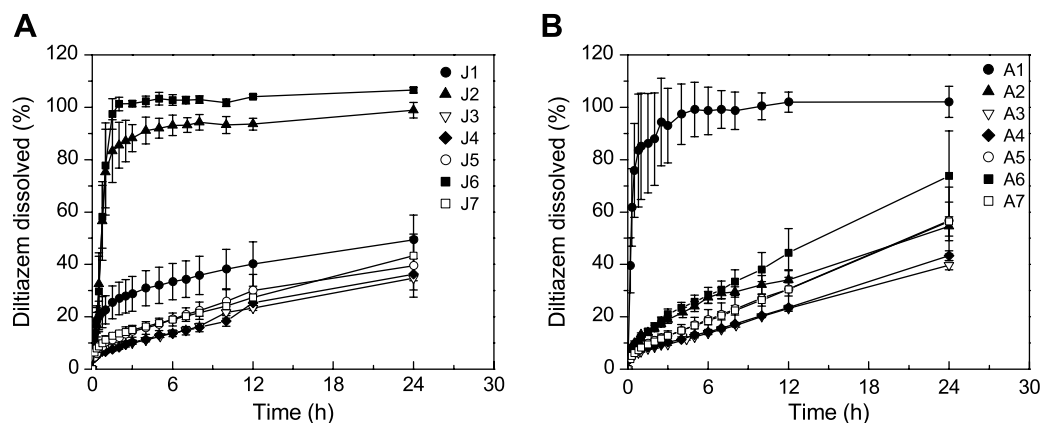 A
Diltiazem dissolved (%)
120
100
80
60
40
20
0
0
6
12
18
24
30
Time (h)
J1
J2
J3
J4
J5
J6
J7
B
Diltiazem dissolved (%)
120
100
80
60
40
20
0
0
6
12
18
24
30
Time (h)
A1
A2
A3
A4
A5
A6
A7